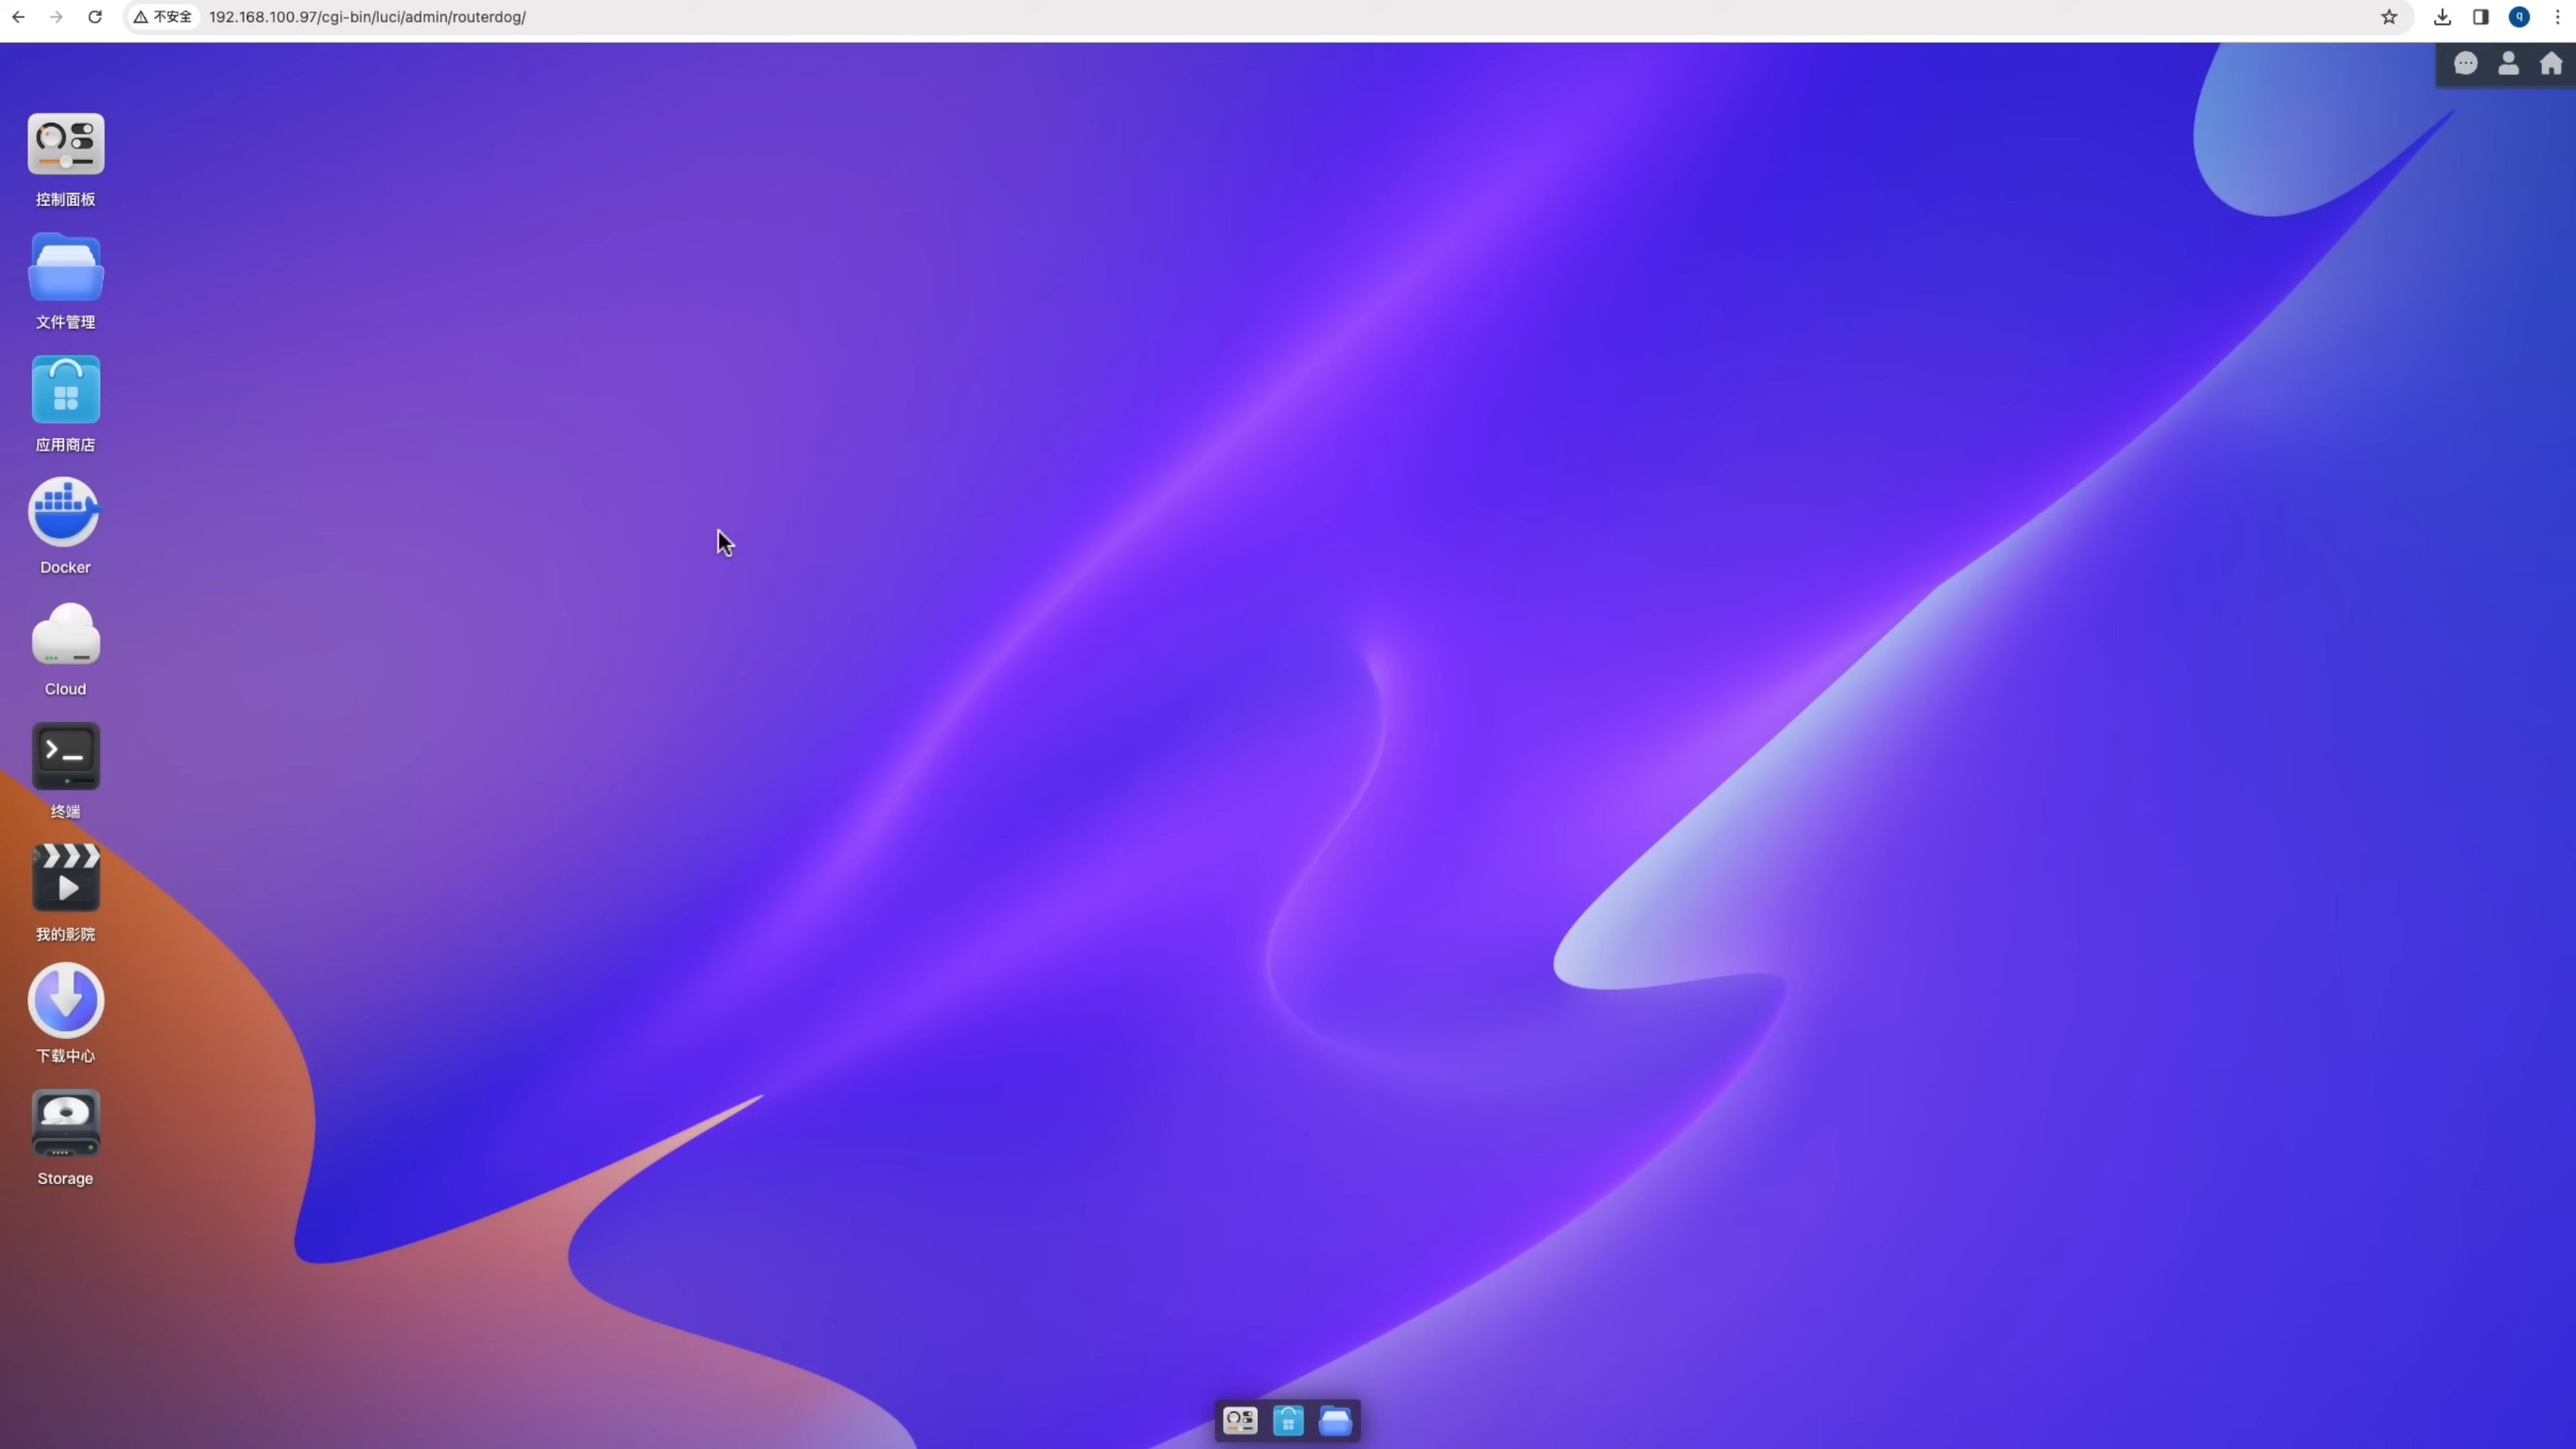 不安全 192.168.100.97/cgi-bin/luci/admin/routerdog/
q
控制面板
文件管理
应用商店
Docker
Cloud
终端
我的影院
下载中心
Storage